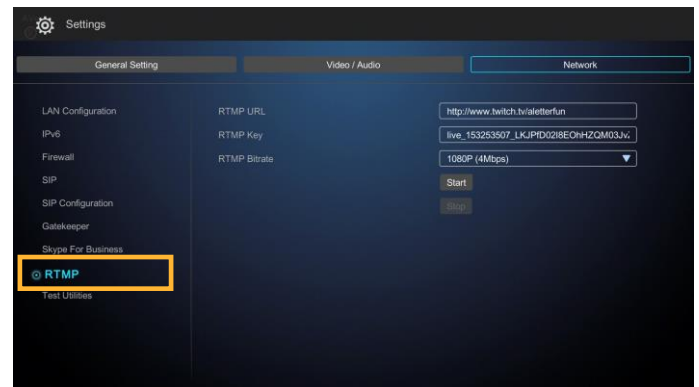 Settings
General Setting Video / Audio Network
LAN Configuration RTMP URL http://www.twitch.tv/aletterfun
IPv6 RTMP Key live_153253507_LKJPfD02I8EOhHZQM03Jv
Firewall RTMP Bitrate 1080P (4Mbps)
SIP Start
SIP Configuration Stop
Gatekeeper
Skype For Business
RTMP
Test Utilities